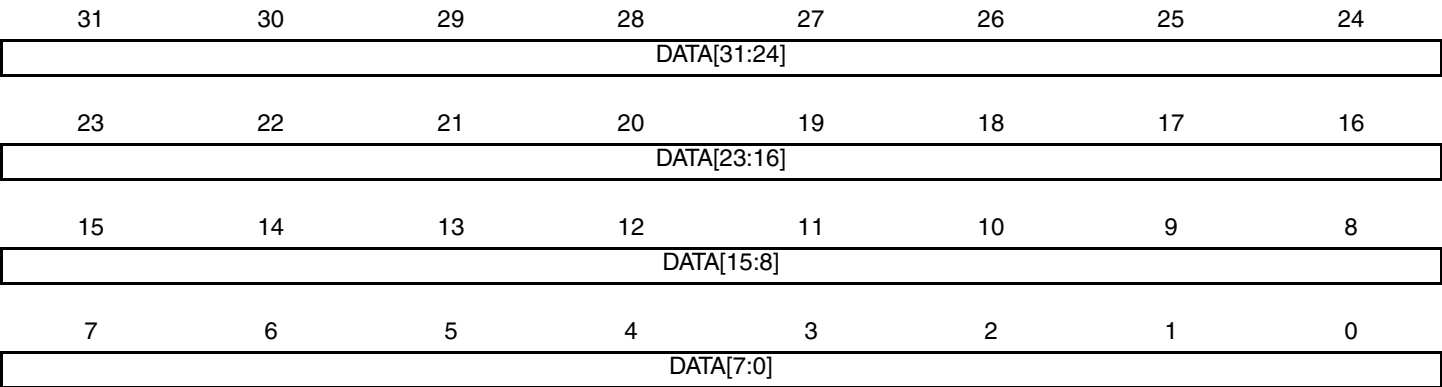 31 30 29 28 27 26 25 24
DATA[31:24]
23 22 21 20 19 18 17 16
DATA[23:16]
15 14 13 12 11 10 9 8
DATA[15:8]
7 6 5 4 3 2 1 0
DATA[7:0]